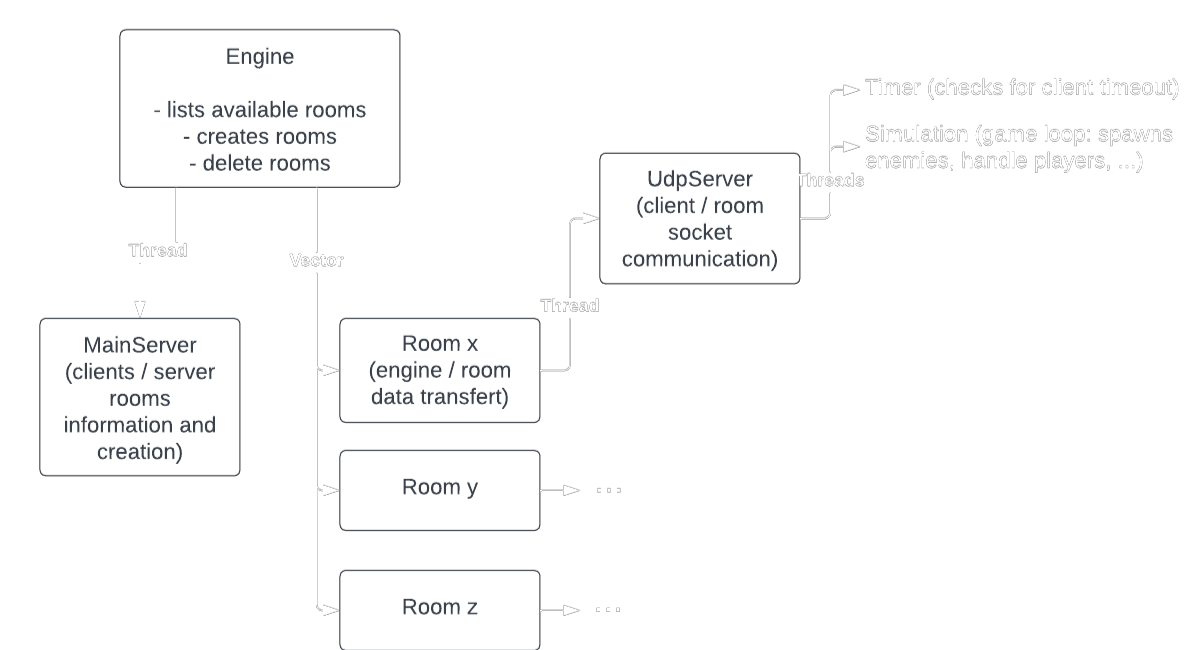 Engine
- lists available rooms
- creates rooms
- delete rooms
Thread
Vector
MainServer
(clients / server
rooms
information and
creation)
Room x
(engine / room
data transfert)
Thread
UdpServer
(client / room
socket
communication)
Threads
Timer (checks for client timeout)
Simulation (game loop: spawns
enemies, handle players, ...)
Room y
...
Room z
...